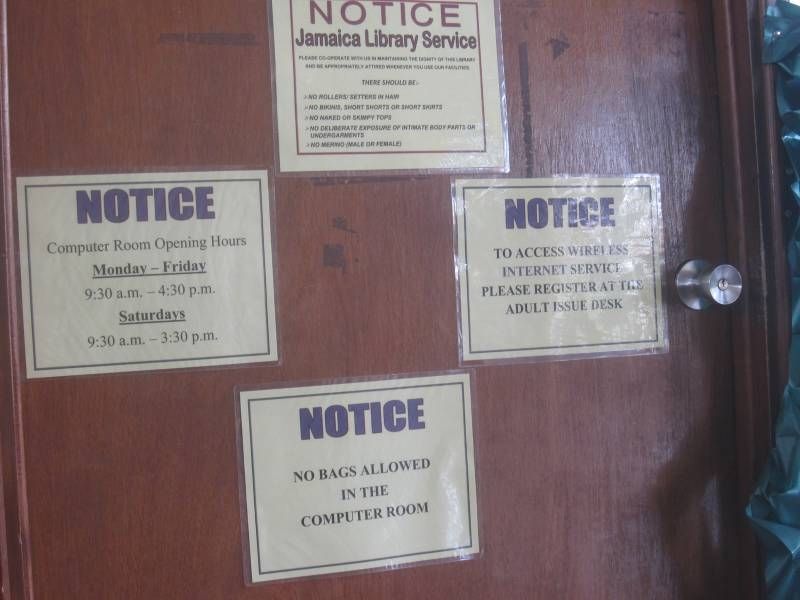 NOTICE
Jamaica Library Service
PLEASE CO-OPERATE WITH US IN MAINTAINING THE DIGNITY OF THIS LIBRARY
AND BE APPROPRIATELY ATTIRED WHENEVER YOU USE OUR FACILITIES
THERE SHOULD BE:-
>NO ROLLERS/ SETTERS IN HAIR
>NO BIKINIS, SHORT SHORTS OR SHORT SKIRTS
>NO NAKED OR SKIMPY TOPS
>NO DELIBERATE EXPOSURE OF INTIMATE BODY PARTS OR
UNDERGARMENTS
>NO MERINO (MALE OR FEMALE)
NOTICE
Computer Room Opening Hours
Monday – Friday
9:30 a.m. – 4:30 p.m.
Saturdays
9:30 a.m. – 3:30 p.m.
NOTICE
TO ACCESS WIRELESS
INTERNET SERVICE
PLEASE REGISTER AT THE
ADULT ISSUE DESK
NOTICE
NO BAGS ALLOWED
IN THE
COMPUTER ROOM